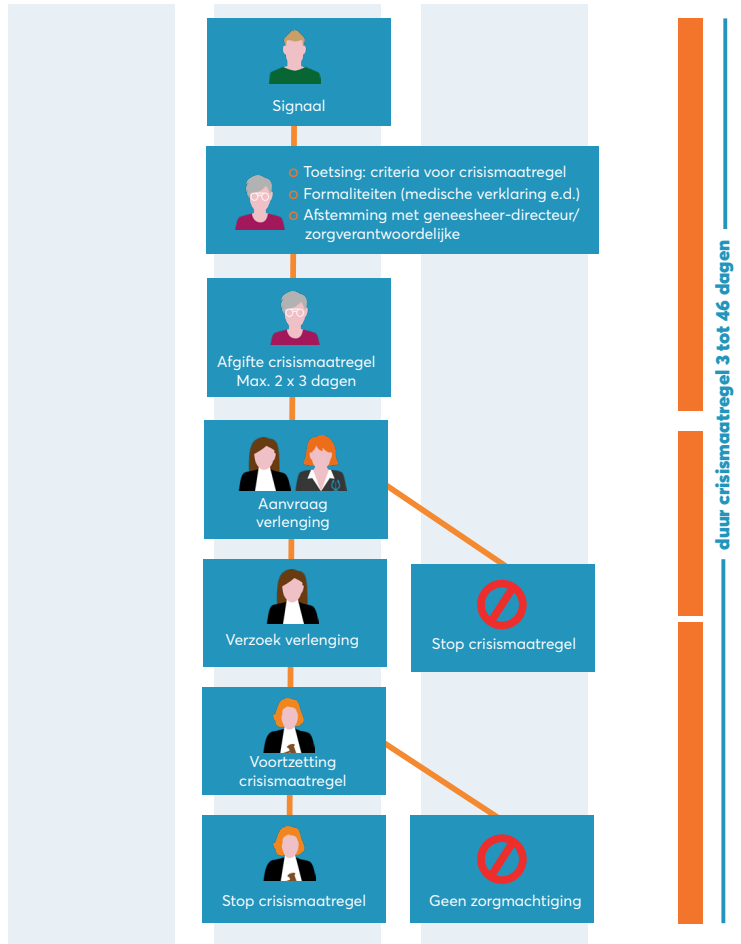 Signaal
o Toetsing: criteria voor crisismaatregel
o Formaliteiten (medische verklaring e.d.)
o Afstemming met geneesheer-directeur/
zorgverantwoordelijke
Afgifte crisismaatregel
Max. 2 x 3 dagen
Aanvraag
verlenging
Verzoek verlenging
Stop crisismaatregel
Voortzetting
crisismaatregel
Stop crisismaatregel
Geen zorgmachtiging
duur crisismaatregel 3 tot 46 dagen